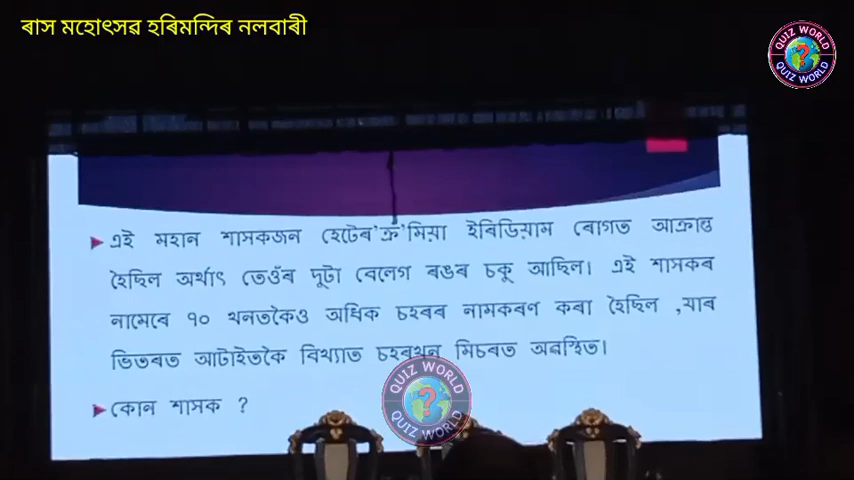 ৰাস মহোৎসৱ হৰিমন্দিৰ নলবাৰী
QUIZ WORLD
QUIZ WORLD
এই মহান শাসকজন হেটেৰ'ক্ৰ'মিয়া ইৰিডিয়াম ৰোগত আক্ৰান্ত
হৈছিল অৰ্থাৎ তেওঁৰ দুটা বেলেগ ৰঙৰ চকু আছিল। এই শাসকৰ
নামেৰে ৭০ খনতকৈও অধিক চহৰৰ নামকৰণ কৰা হৈছিল ,যাৰ
ভিতৰত আটাইতকৈ বিখ্যাত চহৰখন মিচৰত অৱস্থিত।
কোন শাসক ?
QUIZ WORLD
QUIZ WORLD